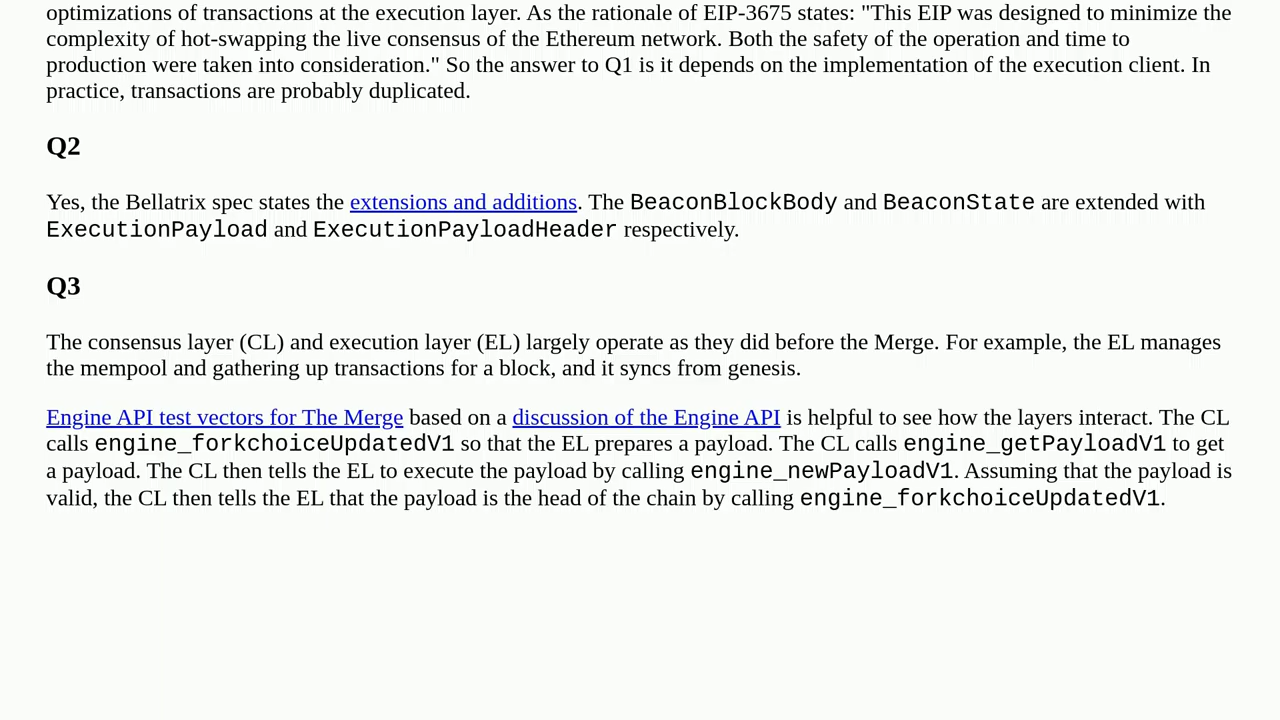 optimizations of transactions at the execution layer. As the rationale of EIP-3675 states: "This EIP was designed to minimize the
complexity of hot-swapping the live consensus of the Ethereum network. Both the safety of the operation and time to
production were taken into consideration." So the answer to Q1 is it depends on the implementation of the execution client. In
practice, transactions are probably duplicated.
Q2
Yes, the Bellatrix spec states the extensions and additions. The BeaconBlockBody and BeaconState are extended with
ExecutionPayload and ExecutionPayloadHeader respectively.
Q3
The consensus layer (CL) and execution layer (EL) largely operate as they did before the Merge. For example, the EL manages
the mempool and gathering up transactions for a block, and it syncs from genesis.
Engine API test vectors for The Merge based on a discussion of the Engine API is helpful to see how the layers interact. The CL
calls engine_forkchoiceUpdatedV1 so that the EL prepares a payload. The CL calls engine_getPayloadV1 to get
a payload. The CL then tells the EL to execute the payload by calling engine_newPayloadV1. Assuming that the payload is
valid, the CL then tells the EL that the payload is the head of the chain by calling engine_forkchoiceUpdatedV1.